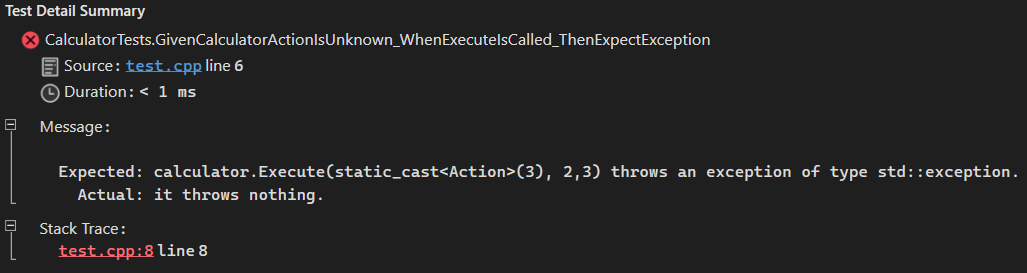 Test Detail Summary
CalculatorTests.GivenCalculatorActionIsUnknown_WhenExecuteIsCalled_ThenExpectException
Source: test.cpp line 6
Duration: < 1 ms
Message:
Expected: calculator.Execute(static_cast<Action>(3), 2,3) throws an exception of type std::exception.
Actual: it throws nothing.
Stack Trace:
test.cpp:8 line 8